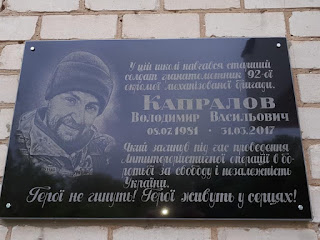 У цій школі навчався старший
солдат гранатометник 92-ої
окремої механізованої бригади.
КАПРАЛОВ
Володимир Васильович
08.07.1981 - 31.03.2017
Який загинув під час проведення
Антитерористичної операції в бо-
ротьбі за свободу і незалежність
України.
Герої не гинуть! Герої живуть у серцях!